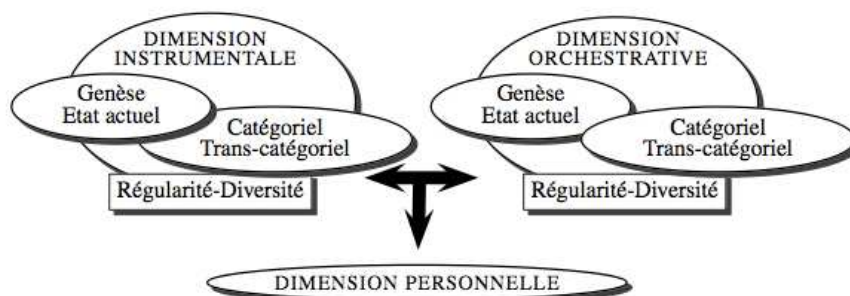 DIMENSION
INSTRUMENTALE
Genèse
Etat actuel
Catégoriel
Trans-catégoriel
Régularité-Diversité
DIMENSION
ORCHESTRATIVE
Genèse
Etat actuel
Catégoriel
Trans-catégoriel
Régularité-Diversité
DIMENSION PERSONNELLE